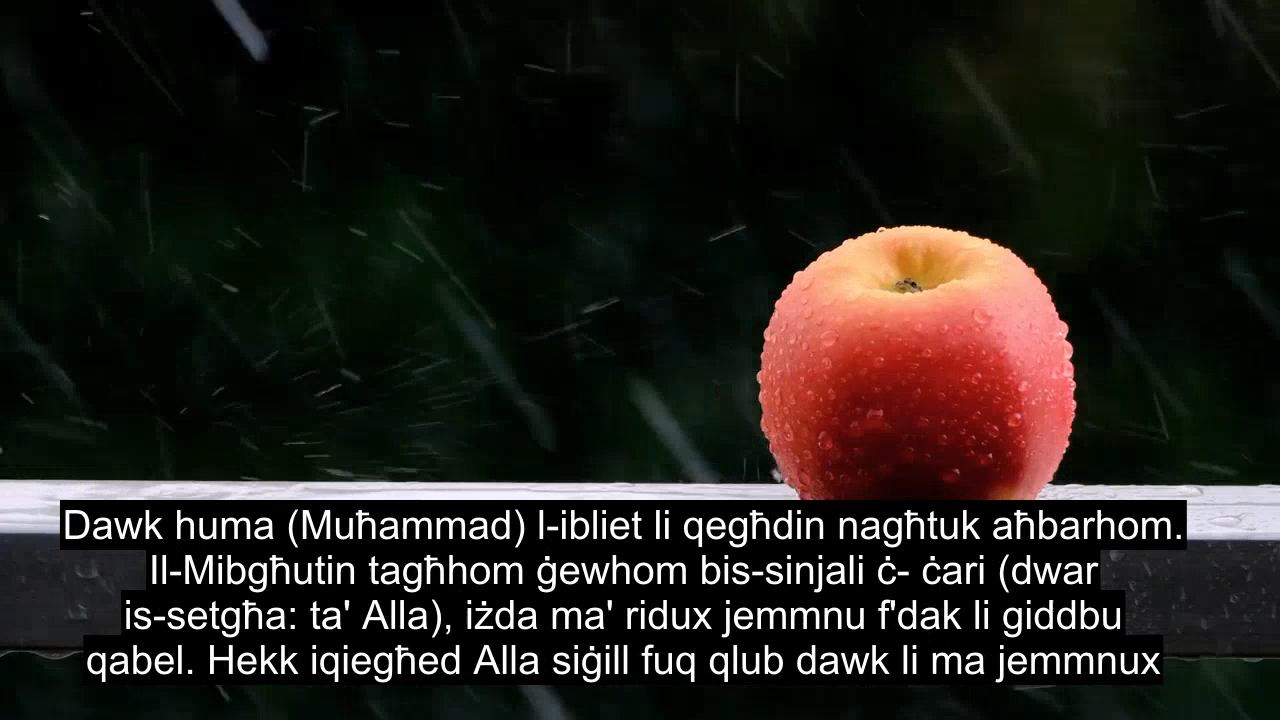 Dawk huma (Muħammad) l-ibliet li qegħdin nagħtuk aħbarhom.
Il-Mibgħutin tagħhom ġewhom bis-sinjali ċ- ċari (dwar
is-setgħa: ta' Alla), iżda ma' ridux jemmnu f'dak li giddbu
qabel. Hekk iqiegħed Alla siġill fuq qlub dawk li ma jemmnux